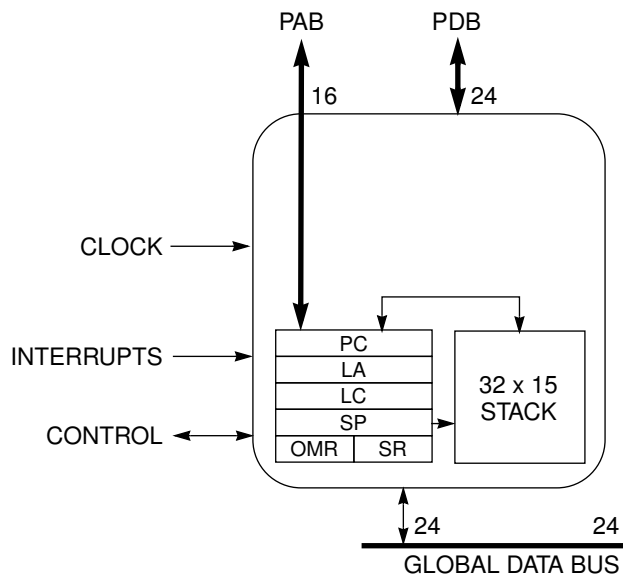 PAB
PDB
16
24
CLOCK
INTERRUPTS
CONTROL
PC
LA
LC
SP
OMR
SR
32 x 15
STACK
24
24
GLOBAL DATA BUS